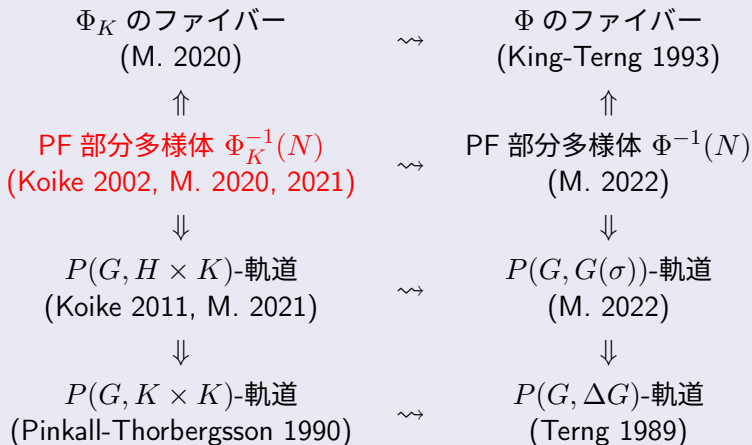 Φ_K のファイバー ⇝ Φ のファイバー
(M. 2020) (King-Terng 1993)
⇑ ⇑
PF 部分多様体 Φ_K^{-1}(N) ⇝ PF 部分多様体 Φ^{-1}(N)
(Koike 2002, M. 2020, 2021) (M. 2022)
⇓ ⇓
P(G, H × K)-軌道 ⇝ P(G, G(σ))-軌道
(Koike 2011, M. 2021) (M. 2022)
⇓ ⇓
P(G, K × K)-軌道 ⇝ P(G, ΔG)-軌道
(Pinkall-Thorbergsson 1990) (Terng 1989)